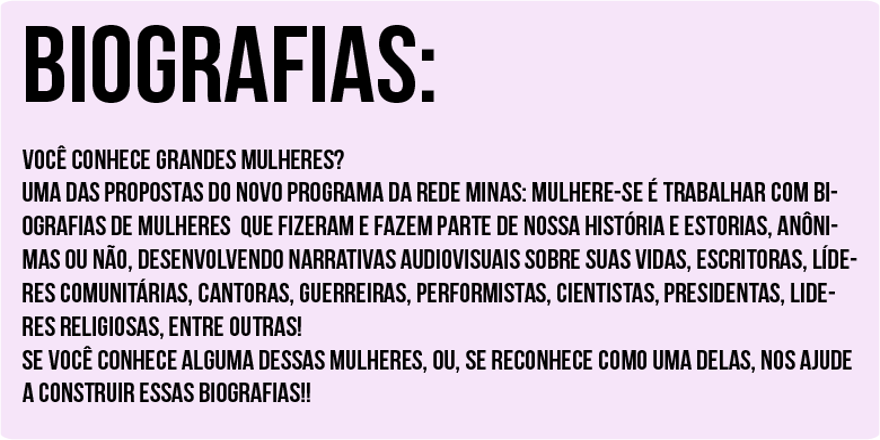 BIOGRAFIAS:
VOCÊ CONHECE GRANDES MULHERES?
UMA DAS PROPOSTAS DO NOVO PROGRAMA DA REDE MINAS: MULHERE-SE É TRABALHAR COM BI-
OGRAFIAS DE MULHERES  QUE FIZERAM E FAZEM PARTE DE NOSSA HISTÓRIA E ESTORIAS, ANÔNI-
MAS OU NÃO, DESENVOLVENDO NARRATIVAS AUDIOVISUAIS SOBRE SUAS VIDAS, ESCRITORAS, LÍDE-
RES COMUNITÁRIAS, CANTORAS, GUERREIRAS, PERFORMISTAS, CIENTISTAS, PRESIDENTAS, LIDE-
RES RELIGIOSAS, ENTRE OUTRAS!
SE VOCÊ CONHECE ALGUMA DESSAS MULHERES, OU, SE RECONHECE COMO UMA DELAS, NOS AJUDE
A CONSTRUIR ESSAS BIOGRAFIAS!!